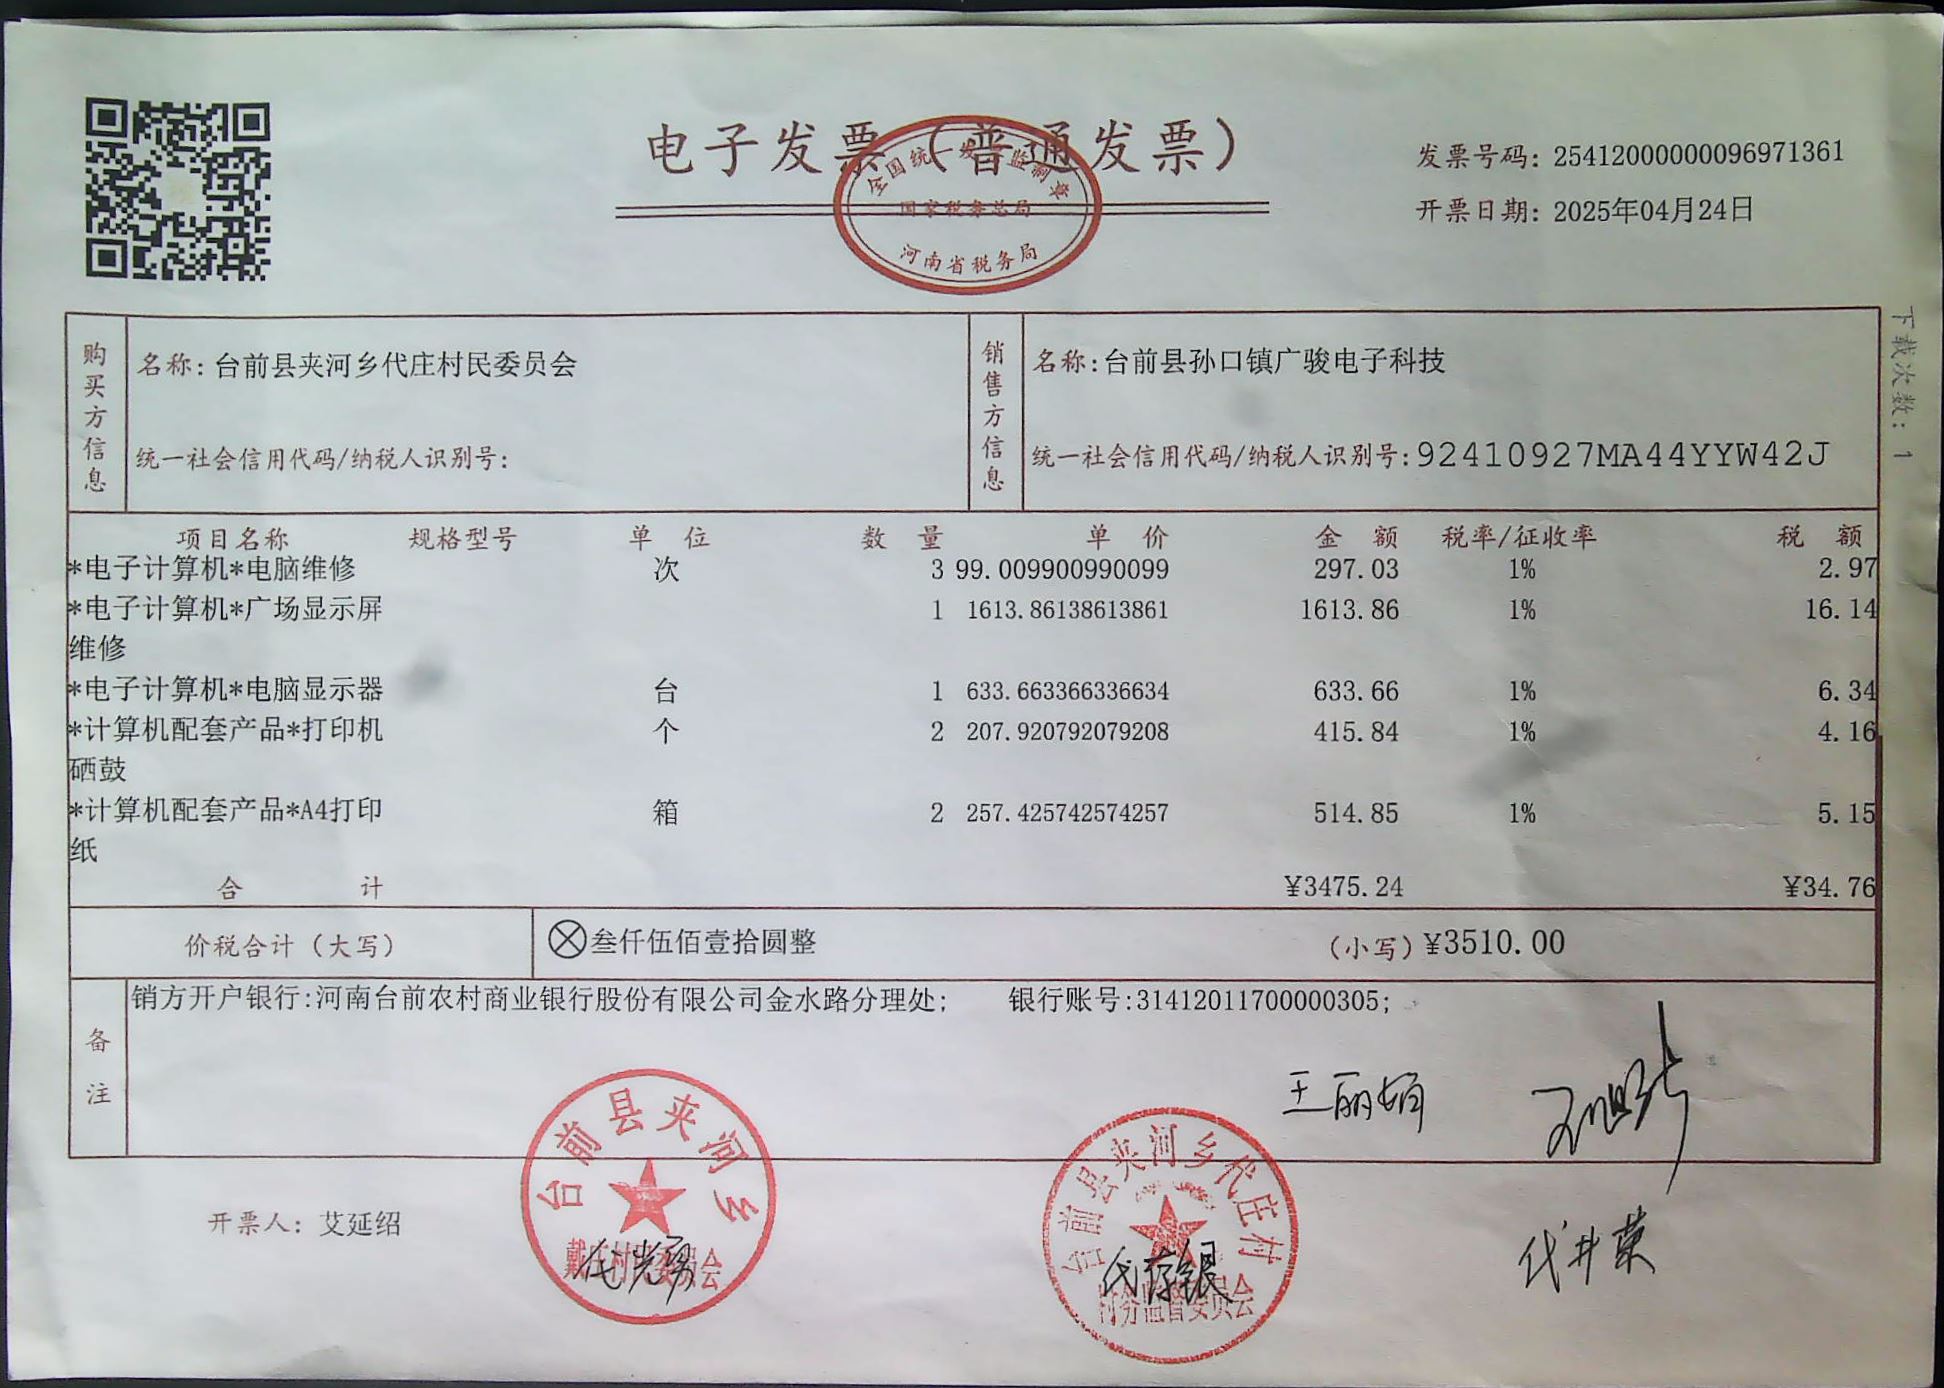 电子发票（普通发票）
全国统一发票监制章
国家税务总局
河南省税务局
发票号码：25412000000096971361
开票日期：2025年04月24日
下载次数：1
购买方信息
名称：台前县夹河乡代庄村民委员会
统一社会信用代码/纳税人识别号：
销售方信息
名称：台前县孙口镇广骏电子科技
统一社会信用代码/纳税人识别号：92410927MA44YYW42J
项目名称 规格型号 单位 数量 单价 金额 税率/征收率 税额
*电子计算机*电脑维修 次 3 99.009900990099 297.03 1% 2.97
*电子计算机*广场显示屏 1 1613.86138613861 1613.86 1% 16.14
维修
*电子计算机*电脑显示器 台 1 633.663366336634 633.66 1% 6.34
*计算机配套产品*打印机 个 2 207.920792079208 415.84 1% 4.16
硒鼓
*计算机配套产品*A4打印 箱 2 257.425742574257 514.85 1% 5.15
纸
合计 ¥3475.24 ¥34.76
价税合计（大写） ⊗叁仟伍佰壹拾圆整 （小写）¥3510.00
备注
销方开户银行:河南台前农村商业银行股份有限公司金水路分理处; 银行账号:31412011700000305;
王丽娟
台前县夹河乡
戴庄村民委员会
台前县夹河乡代庄村
村务监督委员会
开票人：艾延绍
代存银
代井荣